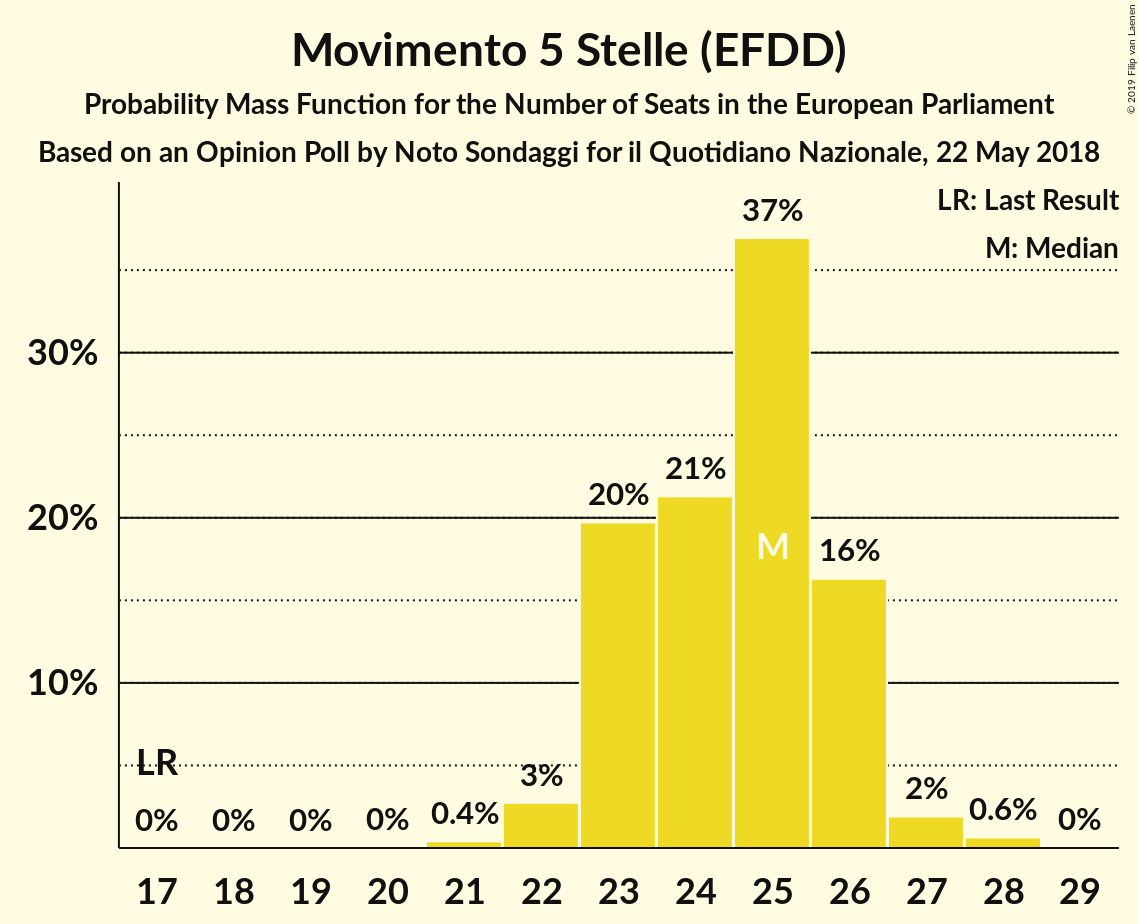 Movimento 5 Stelle (EFDD)
Probability Mass Function for the Number of Seats in the European Parliament
Based on an Opinion Poll by Noto Sondaggi for il Quotidiano Nazionale, 22 May 2018
© 2019 Filip van Laenen
LR: Last Result
M: Median
37%
30%
21%
20%
20%
M
16%
10%
LR
3%
2%
0% 0% 0% 0% 0.4% 0.6% 0%
17 18 19 20 21 22 23 24 25 26 27 28 29